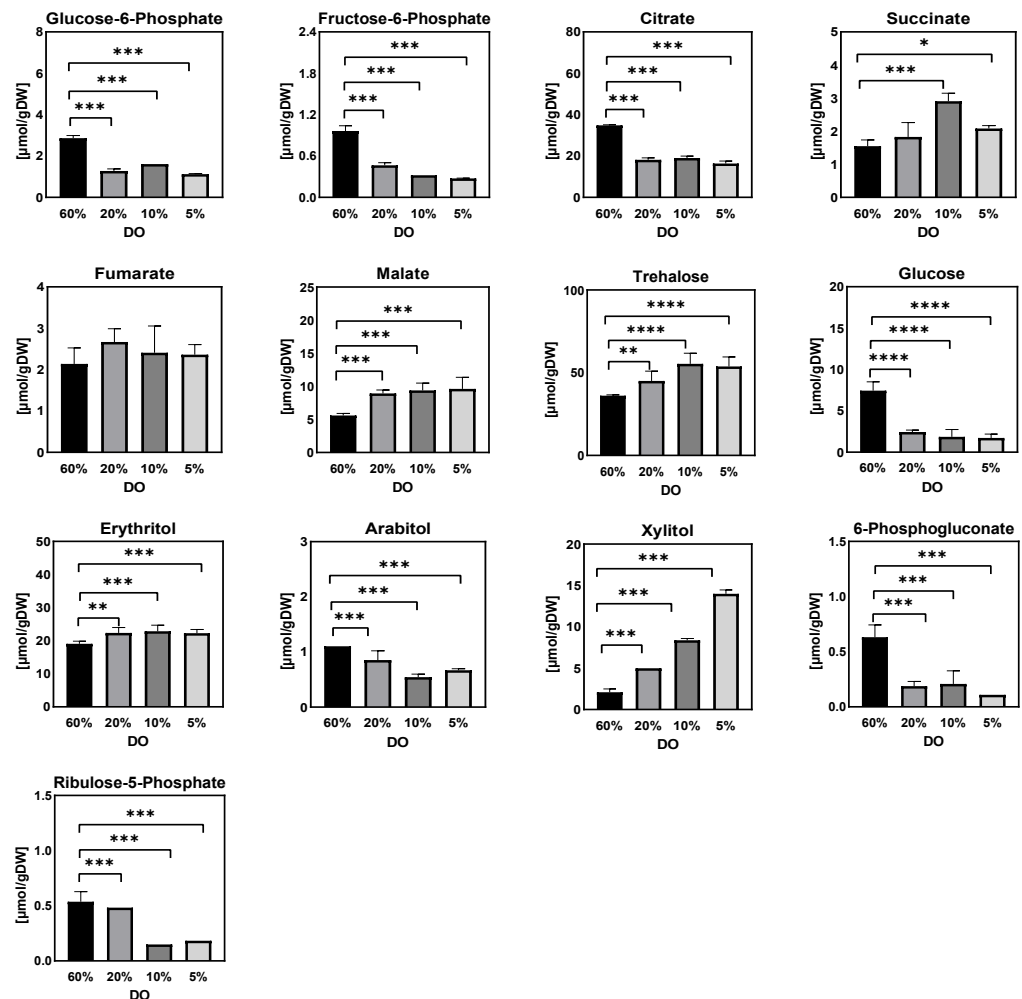 Glucose-6-Phosphate
[µmol/gDW]
8
6
4
2
0
***
***
***
60% 20% 10% 5%
DO
Fructose-6-Phosphate
[µmol/gDW]
2.4
1.8
1.2
0.6
0.0
***
***
***
60% 20% 10% 5%
DO
Citrate
[µmol/gDW]
80
60
40
20
0
***
***
***
60% 20% 10% 5%
DO
Succinate
[µmol/gDW]
5
4
3
2
1
0
*
***
60% 20% 10% 5%
DO
Fumarate
[µmol/gDW]
4
3
2
1
0
60% 20% 10% 5%
DO
Malate
[µmol/gDW]
25
20
15
10
5
0
***
***
***
60% 20% 10% 5%
DO
Trehalose
[µmol/gDW]
100
50
0
****
****
**
60% 20% 10% 5%
DO
Glucose
[µmol/gDW]
20
15
10
5
0
****
****
****
60% 20% 10% 5%
DO
Erythritol
[µmol/gDW]
50
40
30
20
10
0
***
***
**
60% 20% 10% 5%
DO
Arabitol
[µmol/gDW]
3
2
1
0
***
***
***
60% 20% 10% 5%
DO
Xylitol
[µmol/gDW]
20
15
10
5
0
***
***
***
60% 20% 10% 5%
DO
6-Phosphogluconate
[µmol/gDW]
1.5
1.0
0.5
0.0
***
***
***
60% 20% 10% 5%
DO
Ribulose-5-Phosphate
[µmol/gDW]
1.5
1.0
0.5
0.0
***
***
***
60% 20% 10% 5%
DO